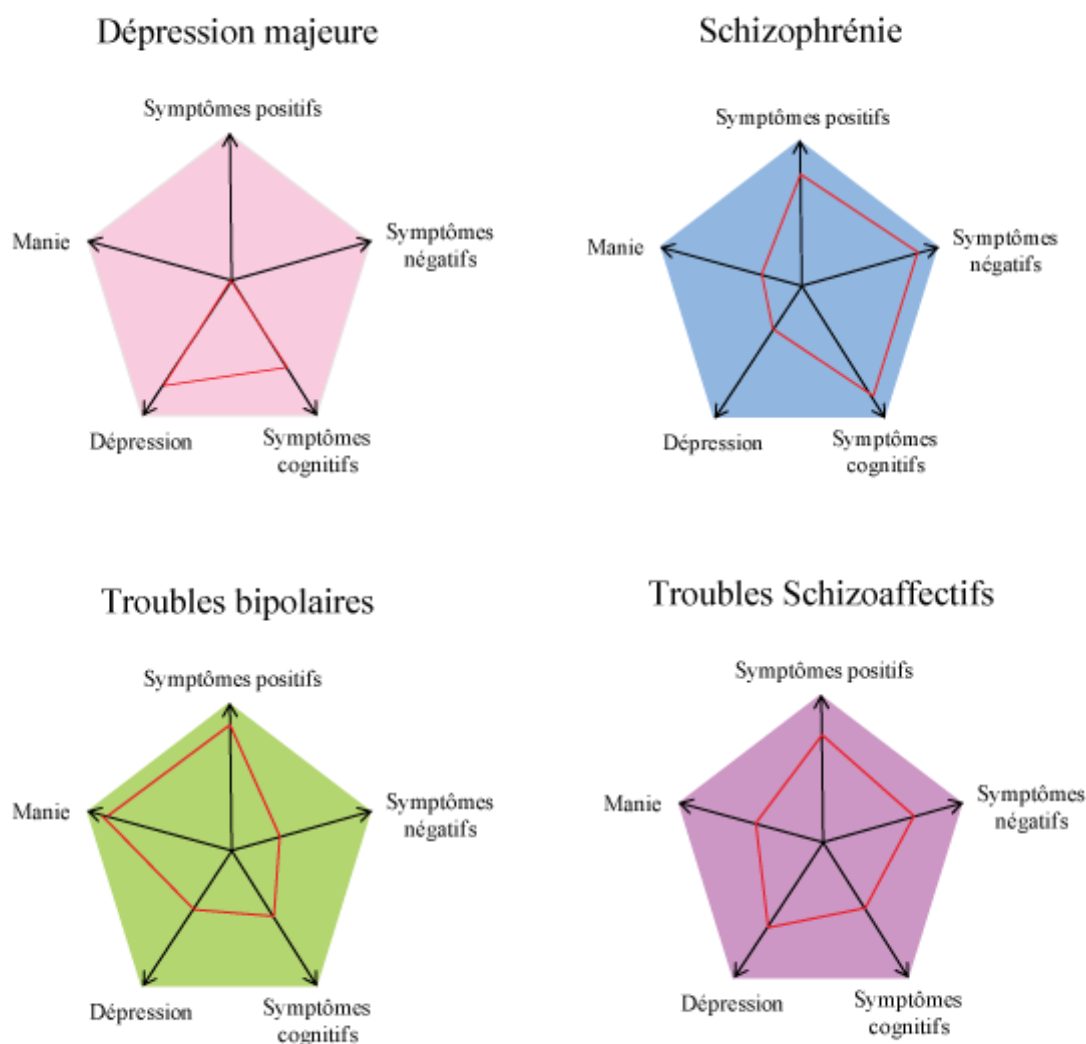 Dépression majeure
Symptômes positifs
Manie
Symptômes
négatifs
Dépression
Symptômes
cognitifs
Schizophrénie
Symptômes positifs
Manie
Symptômes
négatifs
Dépression
Symptômes
cognitifs
Troubles bipolaires
Symptômes positifs
Manie
Symptômes
négatifs
Dépression
Symptômes
cognitifs
Troubles Schizoaffectifs
Symptômes positifs
Manie
Symptômes
négatifs
Dépression
Symptômes
cognitifs